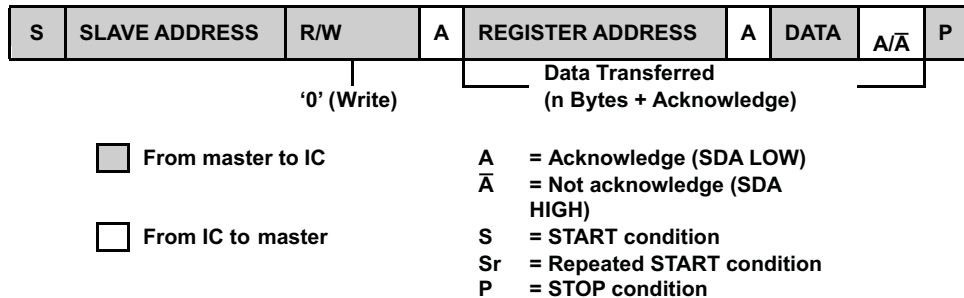 S SLAVE ADDRESS R/W A REGISTER ADDRESS A DATA A/A̅ P
‘0’ (Write)
Data Transferred
(n Bytes + Acknowledge)
From master to IC
From IC to master
A = Acknowledge (SDA LOW)
A̅ = Not acknowledge (SDA
HIGH)
S = START condition
Sr = Repeated START condition
P = STOP condition